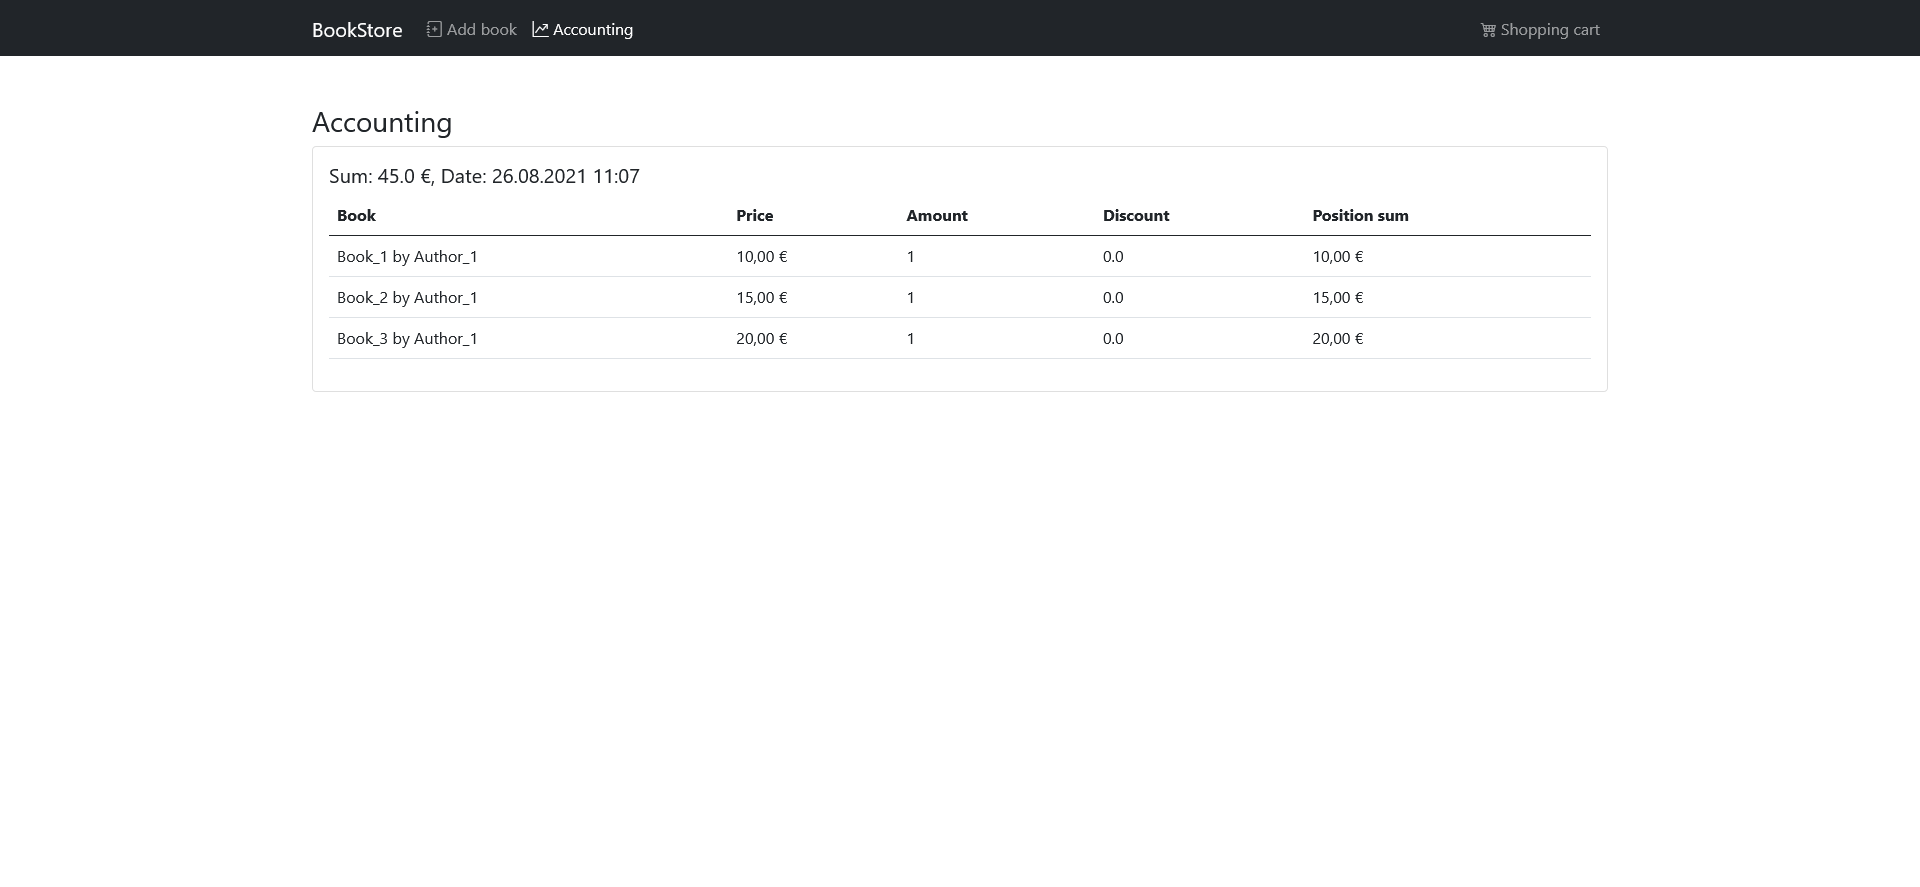 BookStore Add book Accounting Shopping cart
Accounting
Sum: 45.0 €, Date: 26.08.2021 11:07
Book Price Amount Discount Position sum
Book_1 by Author_1 10,00 € 1 0.0 10,00 €
Book_2 by Author_1 15,00 € 1 0.0 15,00 €
Book_3 by Author_1 20,00 € 1 0.0 20,00 €